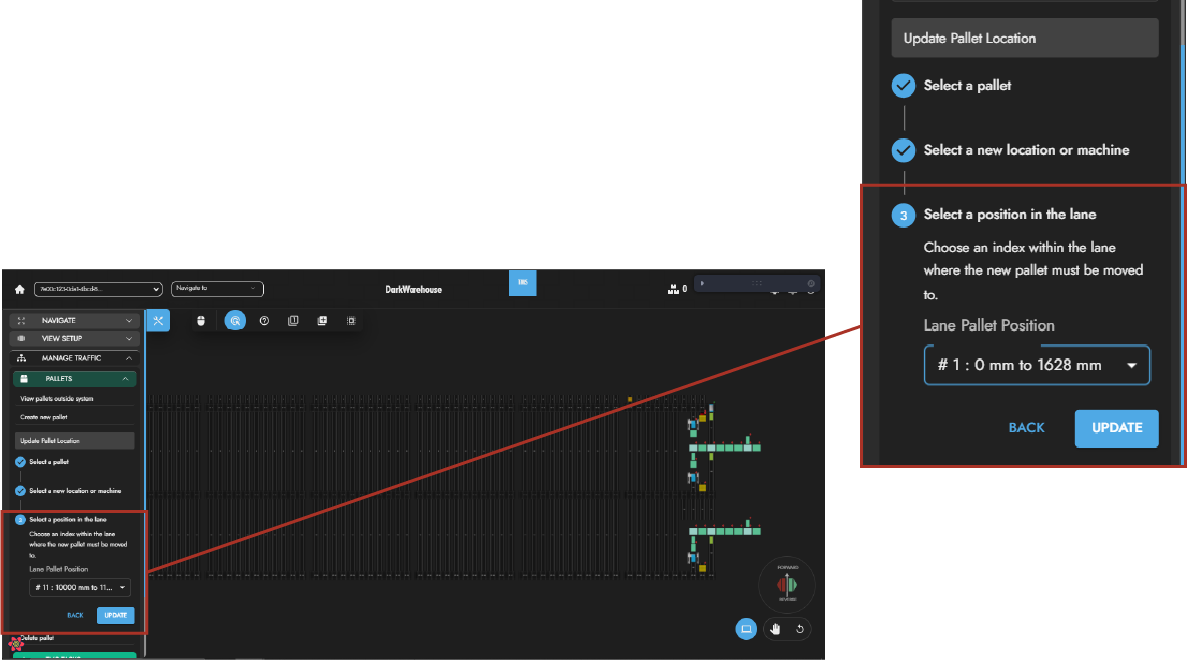 Update Pallet Location
Select a pallet
Select a new location or machine
3
Select a position in the lane
Choose an index within the lane
where the new pallet must be moved
to.
Lane Pallet Position
# 1 : 0 mm to 1628 mm
BACK
UPDATE
Navigate to
DarkWarehouse
0
NAVIGATE
VIEW SETUP
MANAGE TRAFFIC
PALLETS
View pallets outside system
Create new pallet
Update Pallet Location
Select a pallet
Select a new location or machine
3
Select a position in the lane
Choose an index within the lane
where the new pallet must be moved
to.
Lane Pallet Position
# 11 : 10000 mm to 11...
BACK
UPDATE
Delete pallet
FORWARD
REVERSE